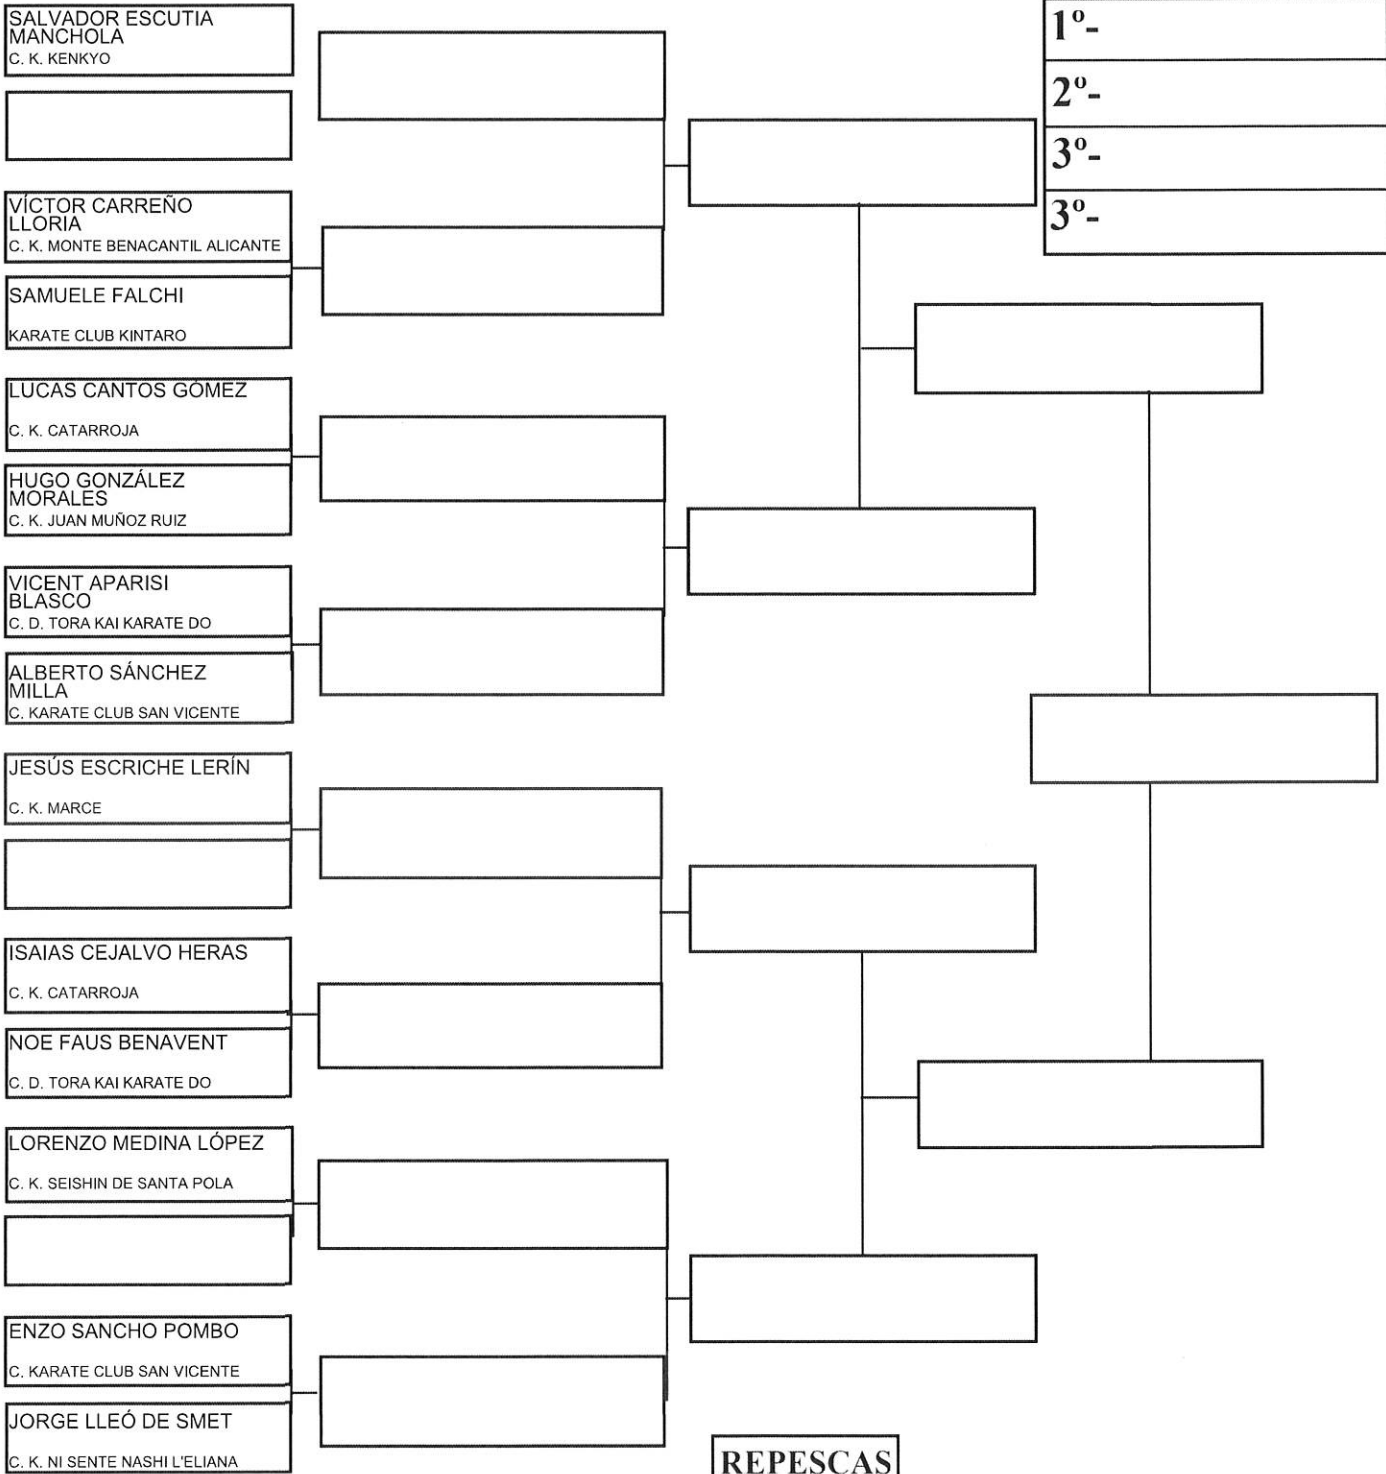 SALVADOR ESCUTIA
MANCHOLA
C. K. KENKYO
VÍCTOR CARREÑO
LLORIA
C. K. MONTE BENACANTIL ALICANTE
SAMUELE FALCHI
KARATE CLUB KINTARO
LUCAS CANTOS GÓMEZ
C. K. CATARROJA
HUGO GONZÁLEZ
MORALES
C. K. JUAN MUÑOZ RUIZ
VICENT APARISI
BLASCO
C. D. TORA KAI KARATE DO
ALBERTO SÁNCHEZ
MILLA
C. KARATE CLUB SAN VICENTE
JESÚS ESCRICHE LERÍN
C. K. MARCE
ISAIAS CEJALVO HERAS
C. K. CATARROJA
NOE FAUS BENAVENT
C. D. TORA KAI KARATE DO
LORENZO MEDINA LÓPEZ
C. K. SEISHIN DE SANTA POLA
ENZO SANCHO POMBO
C. KARATE CLUB SAN VICENTE
JORGE LLEÓ DE SMET
C. K. NI SENTE NASHI L'ELIANA
1º-
2º-
3º-
3º-
REPESCAS